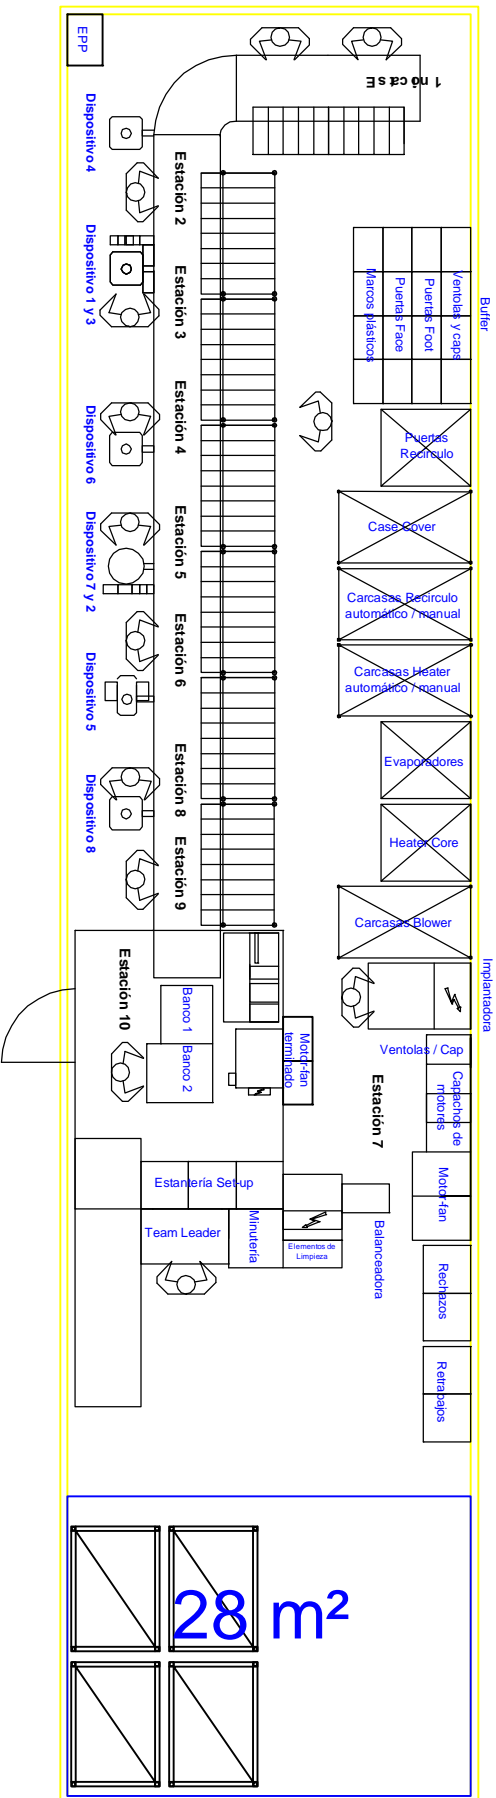 EPP
Estación 1
Dispositivo 4
Estación 2
Dispositivo 1 y 3
Estación 3
Buffer
Ventolas y caps
Puertas Foot
Puertas Face
Marcos plásticos
Estación 4
Dispositivo 6
Puertas
Recirculo
Case Cover
Estación 5
Dispositivo 7 y 2
Carcasas Recirculo
automático / manual
Estación 6
Dispositivo 5
Carcasas Heater
automático / manual
Evaporadores
Estación 8
Dispositivo 8
Heater Core
Estación 9
Carcasas Blower
Estación 10
Banco 1
Banco 2
Implantadora
Motor-fan
terminado
Ventolas / Cap
Capachos de
motores
Estación 7
Motor-fan
Estantería Set-up
Team Leader
Minutería
Elementos de
Limpieza
Balanceadora
Rechazos
Retrabajos
28 m²